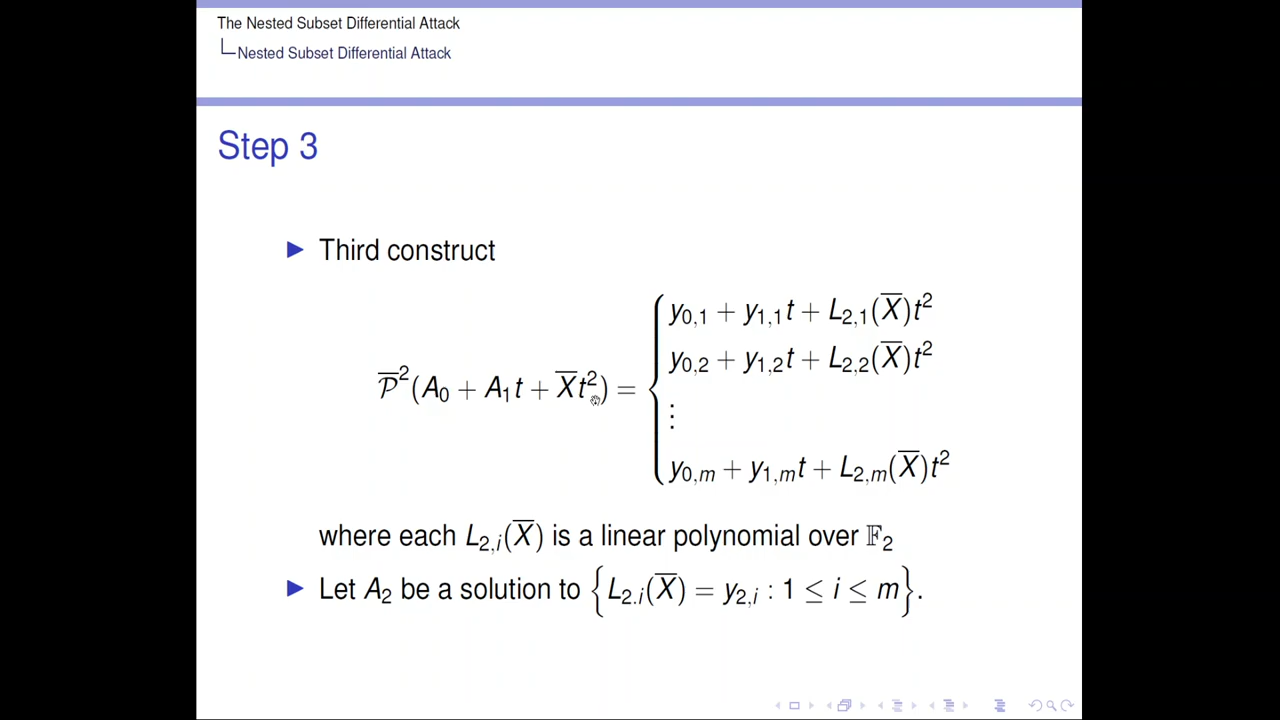 The Nested Subset Differential Attack
Nested Subset Differential Attack
Step 3
▶ Third construct
y₀,₁ + y₁,₁t + L₂,₁(X̅)t²
y₀,₂ + y₁,₂t + L₂,₂(X̅)t²
P̅²(A₀ + A₁t + X̅t²) = {
⋮
y₀,ₘ + y₁,ₘt + L₂,ₘ(X̅)t²
where each L₂,ᵢ(X̅) is a linear polynomial over 𝔽₂
▶ Let A₂ be a solution to {L₂.ᵢ(X̅) = y₂,ᵢ : 1 ≤ i ≤ m}.